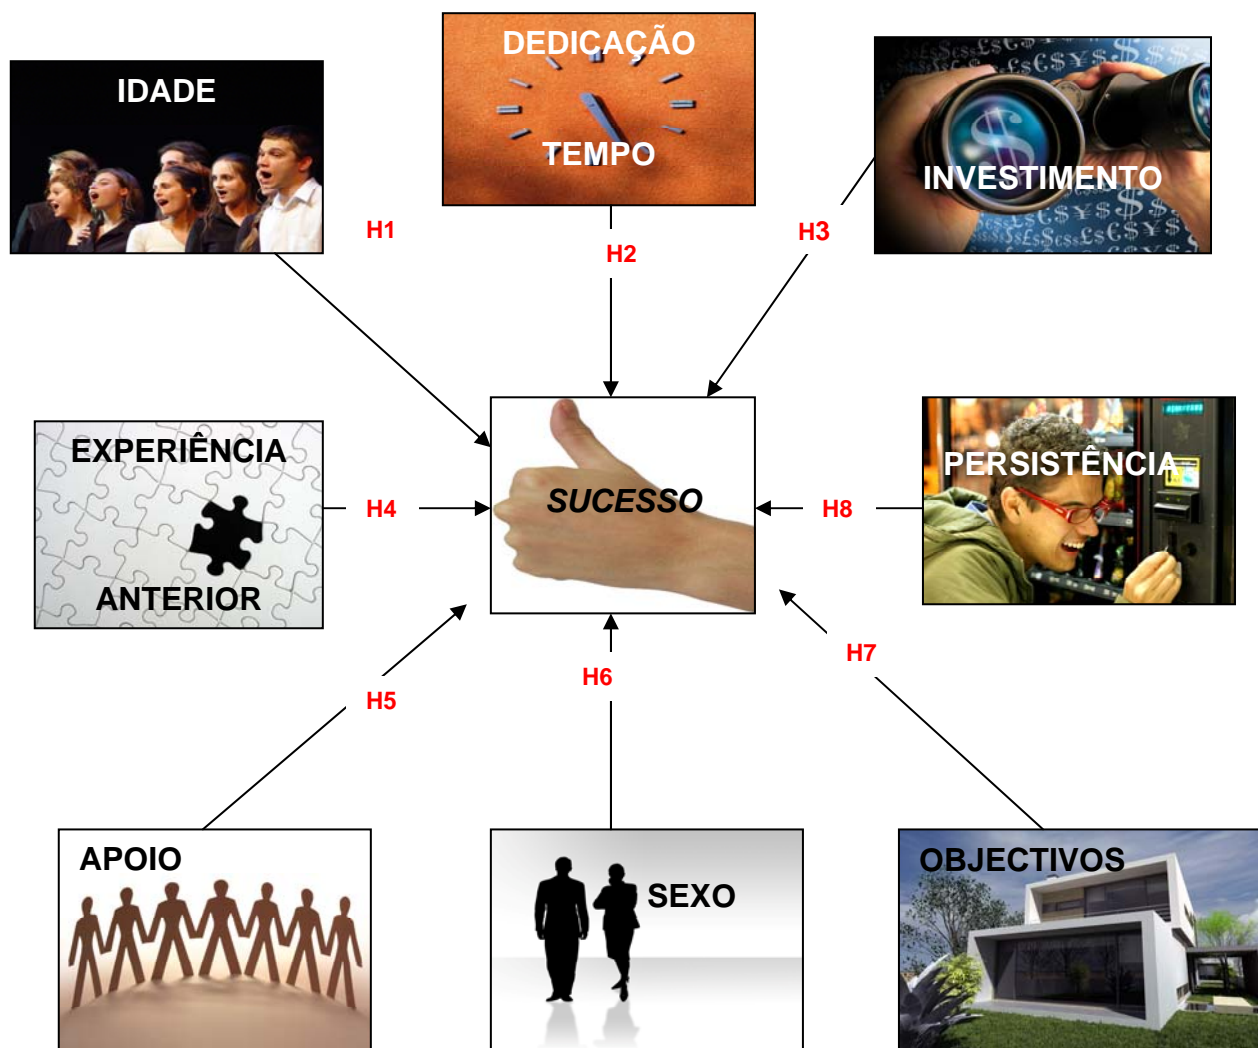 IDADE
DEDICAÇÃO
TEMPO
INVESTIMENTO
H1
H2
H3
EXPERIÊNCIA
ANTERIOR
H4
SUCESSO
H8
PERSISTÊNCIA
H5
H6
H7
APOIO
SEXO
OBJECTIVOS